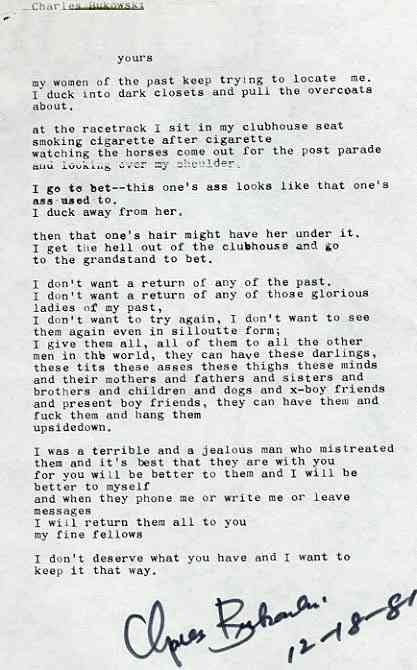 Charles Bukowski
yours
my women of the past keep trying to locate me.
I duck into dark closets and pull the overcoats
about.
at the racetrack I sit in my clubhouse seat
smoking cigarette after cigarette
watching the horses come out for the post parade
and looking over my shoulder.
I go to bet--this one's ass looks like that one's
ass used to.
I duck away from her.
then that one's hair might have her under it.
I get the hell out of the clubhouse and go
to the grandstand to bet.
I don't want a return of any of the past.
I don't want a return of any of those glorious
ladies of my past,
I don't want to try again, I don't want to see
them again even in silloutte form;
I give them all, all of them to all the other
men in the world, they can have these darlings,
these tits these asses these thighs these minds
and their mothers and fathers and sisters and
brothers and children and dogs and x-boy friends
and present boy friends, they can have them and
fuck them and hang them
upsidedown.
I was a terrible and a jealous man who mistreated
them and it's best that they are with you
for you will be better to them and I will be
better to myself
and when they phone me or write me or leave
messages
I will return them all to you
my fine fellows
I don't deserve what you have and I want to
keep it that way.
Charles Bukowski
12-18-81